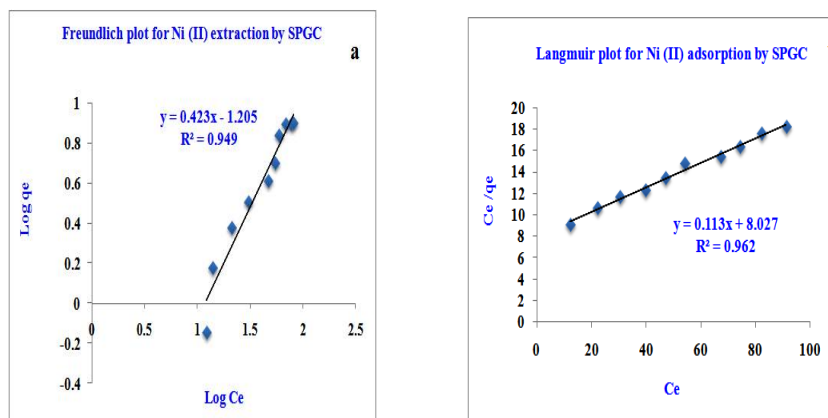 Freundlich plot for Ni (II) extraction by SPGC
a
y = 0.423x - 1.205
R² = 0.949
1
0.8
0.6
0.4
0.2
0
-0.2
-0.4
0
0.5
1
1.5
2
2.5
Log qe
Log Ce
Langmuir plot for Ni (II) adsorption by SPGC
20
18
16
14
12
10
8
6
4
2
0
0
20
40
60
80
100
y = 0.113x + 8.027
R² = 0.962
Ce /qe
Ce